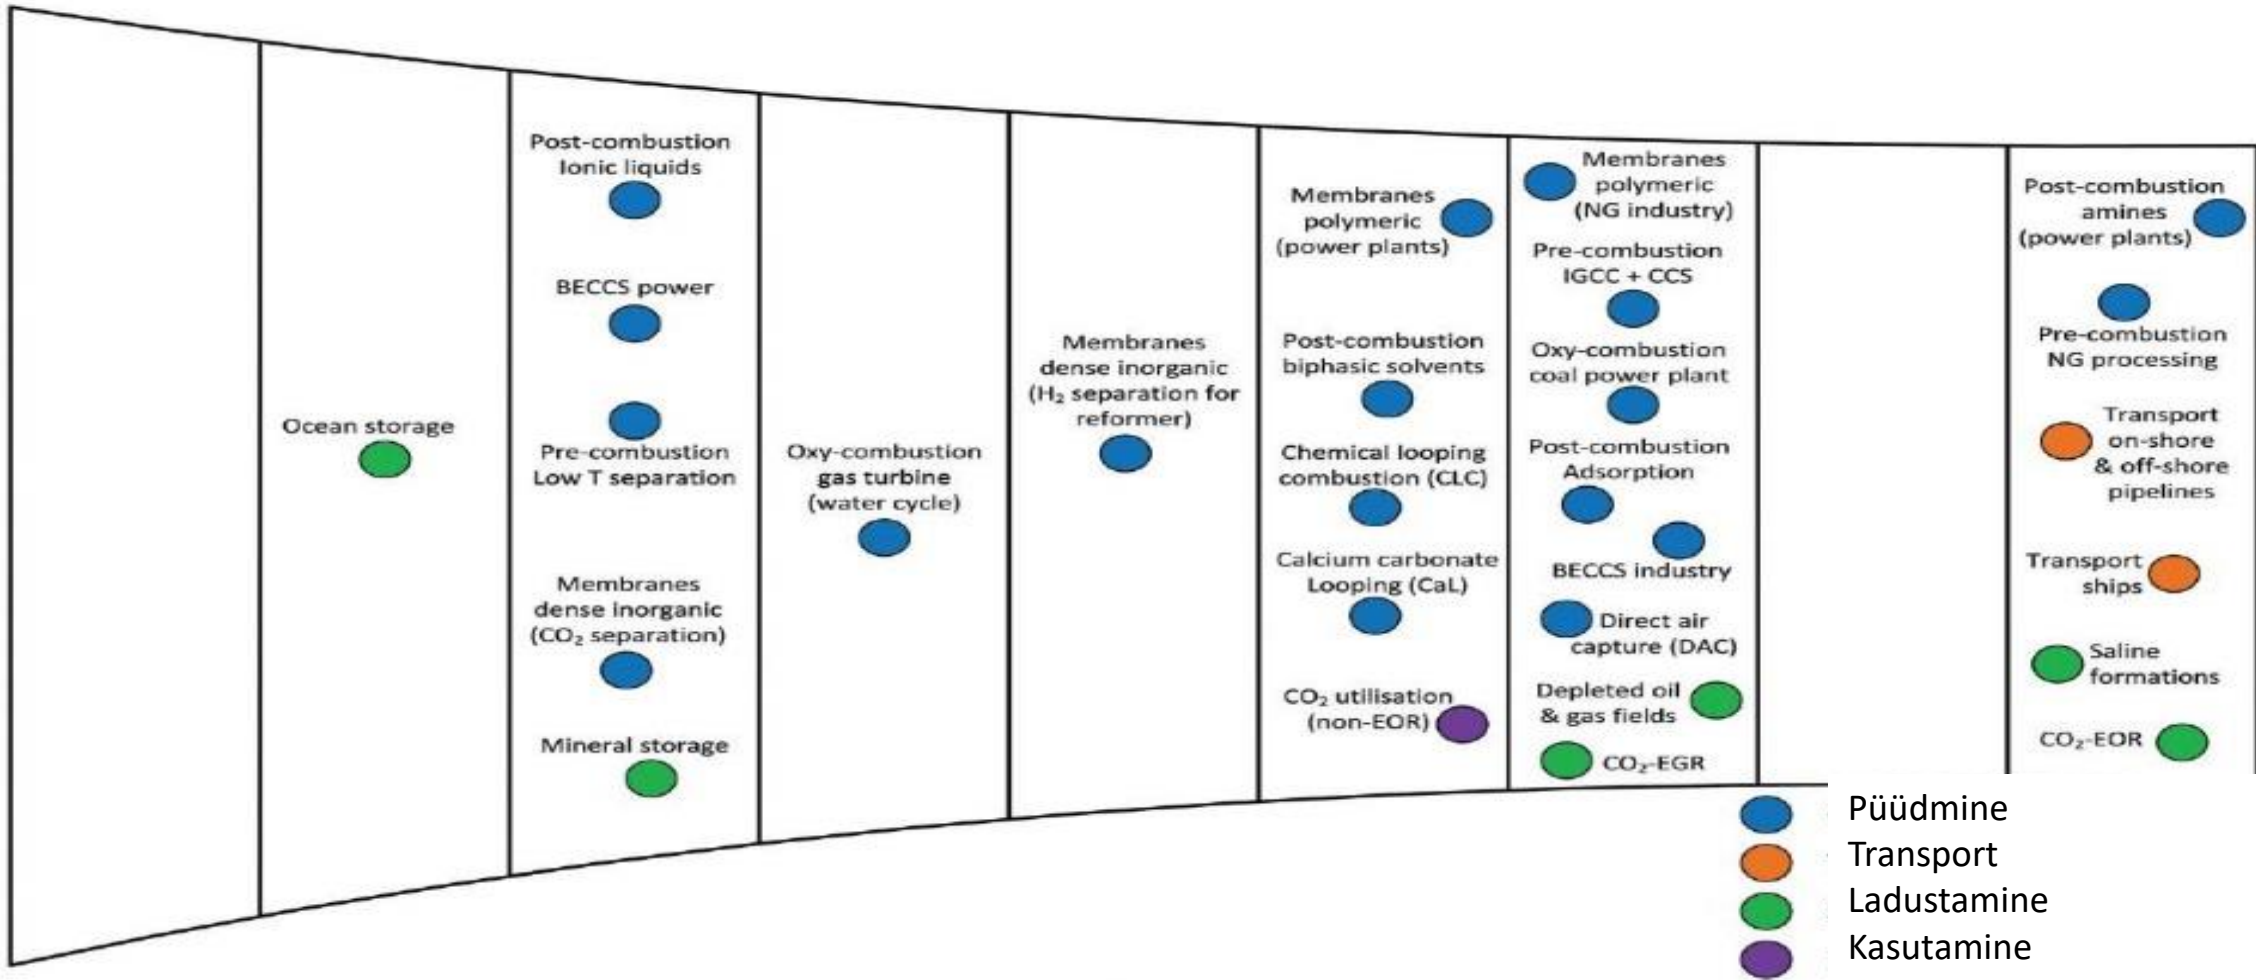 Ocean storage
Post-combustion
Ionic liquids
BECCS power
Pre-combustion
Low T separation
Membranes
dense inorganic
(CO₂ separation)
Mineral storage
Oxy-combustion
gas turbine
(water cycle)
Membranes
dense inorganic
(H₂ separation for
reformer)
Membranes
polymeric
(power plants)
Post-combustion
biphasic solvents
Chemical looping
combustion (CLC)
Calcium carbonate
Looping (CaL)
CO₂ utilisation
(non-EOR)
Membranes
polymeric
(NG industry)
Pre-combustion
IGCC + CCS
Oxy-combustion
coal power plant
Post-combustion
Adsorption
BECCS industry
Direct air
capture (DAC)
Depleted oil
& gas fields
CO₂-EGR
Post-combustion
amines
(power plants)
Pre-combustion
NG processing
Transport
on-shore
& off-shore
pipelines
Transport
ships
Saline
formations
CO₂-EOR
Püüdmine
Transport
Ladustamine
Kasutamine